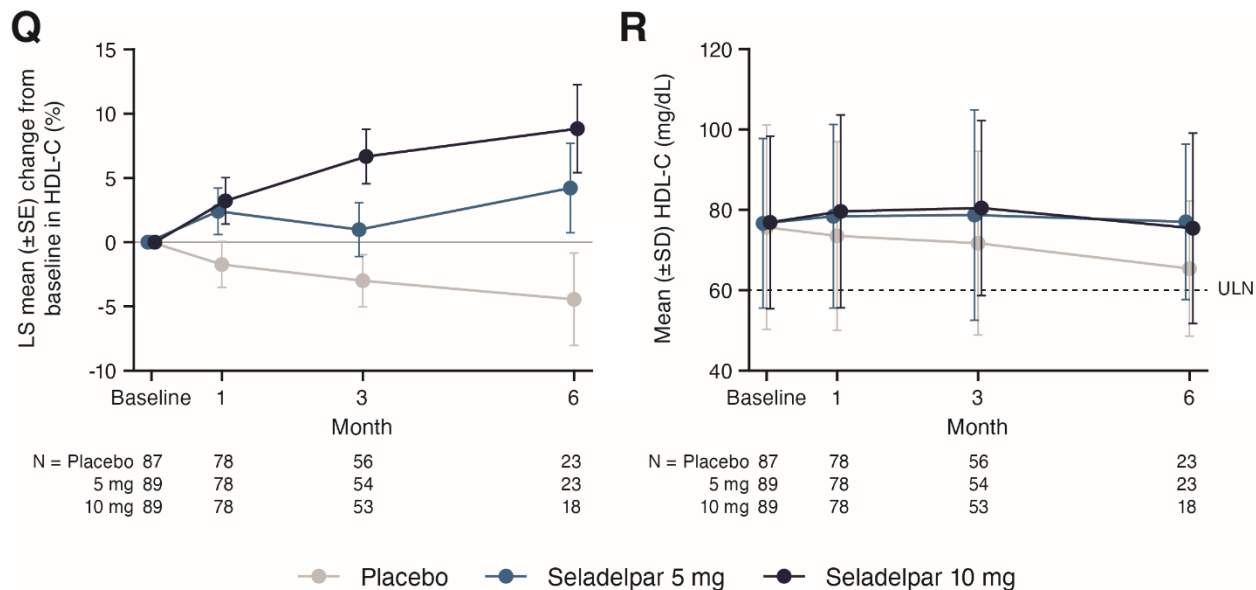 Q
LS mean (±SE) change from
baseline in HDL-C (%)
15
10
5
0
-5
-10
Baseline 1 3 6
Month
N = Placebo 87 78 56 23
5 mg 89 78 54 23
10 mg 89 78 53 18
R
Mean (±SD) HDL-C (mg/dL)
120
100
80
60
40
ULN
Baseline 1 3 6
Month
N = Placebo 87 78 56 23
5 mg 89 78 54 23
10 mg 89 78 53 18
Placebo Seladelpar 5 mg Seladelpar 10 mg